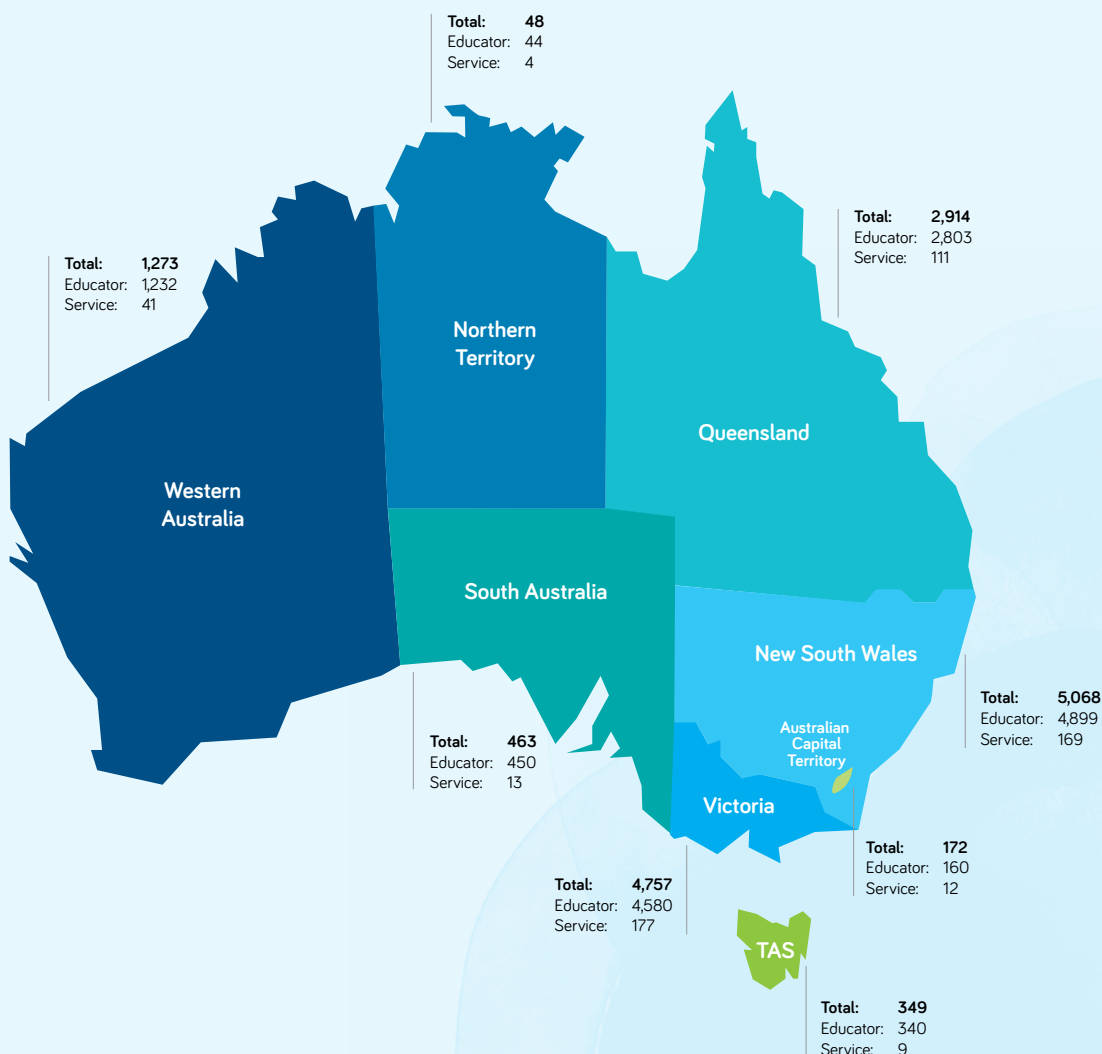 Total: 48
Educator: 44
Service: 4
Total: 2,914
Educator: 2,803
Service: 111
Total: 1,273
Educator: 1,232
Service: 41
Northern
Territory
Queensland
Western
Australia
South Australia
New South Wales
Total: 5,068
Educator: 4,899
Service: 169
Australian
Capital
Territory
Total: 463
Educator: 450
Service: 13
Victoria
Total: 172
Educator: 160
Service: 12
Total: 4,757
Educator: 4,580
Service: 177
TAS
Total: 349
Educator: 340
Service: 9